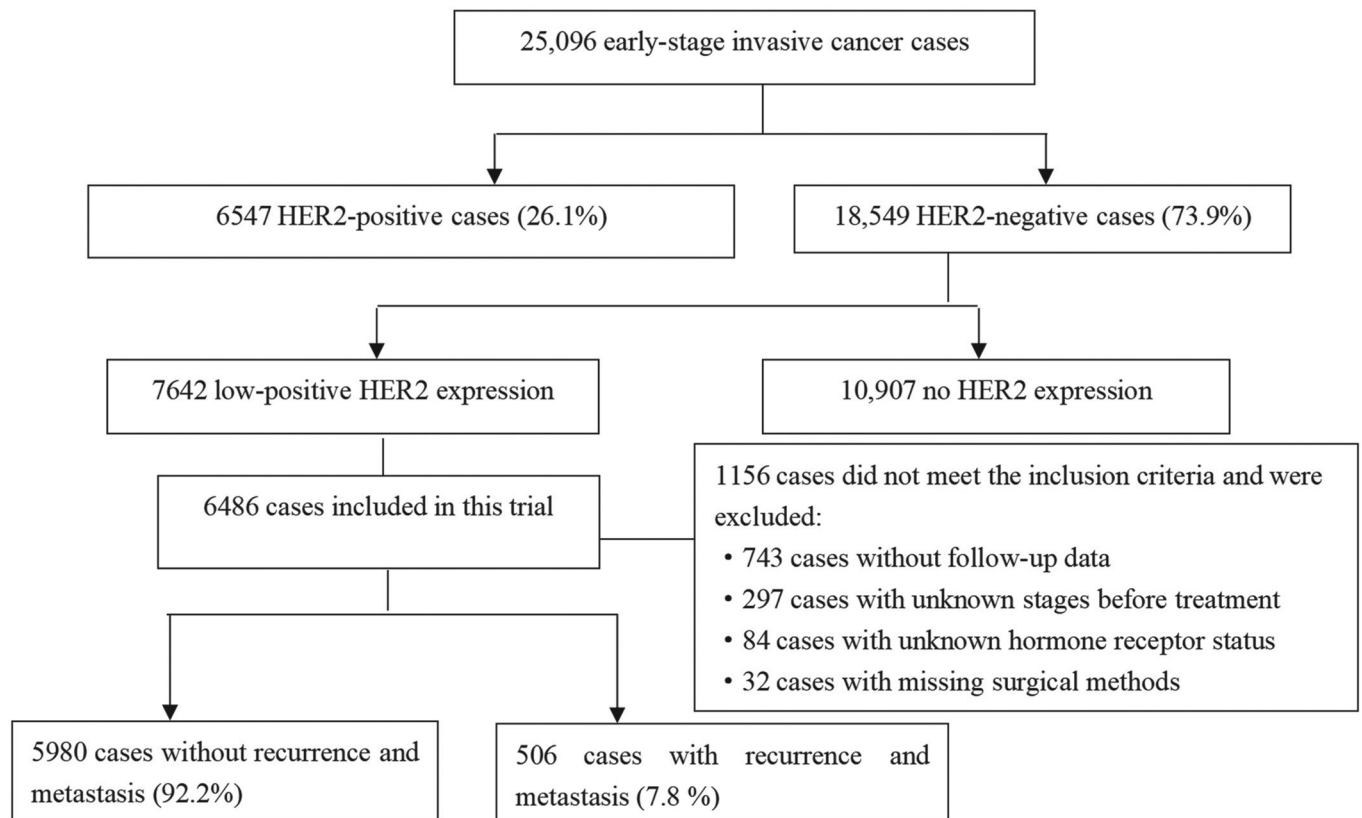 25,096 early-stage invasive cancer cases
6547 HER2-positive cases (26.1%)
18,549 HER2-negative cases (73.9%)
7642 low-positive HER2 expression
10,907 no HER2 expression
6486 cases included in this trial
1156 cases did not meet the inclusion criteria and were
excluded:
• 743 cases without follow-up data
• 297 cases with unknown stages before treatment
• 84 cases with unknown hormone receptor status
• 32 cases with missing surgical methods
5980 cases without recurrence and
metastasis (92.2%)
506 cases with recurrence and
metastasis (7.8 %)